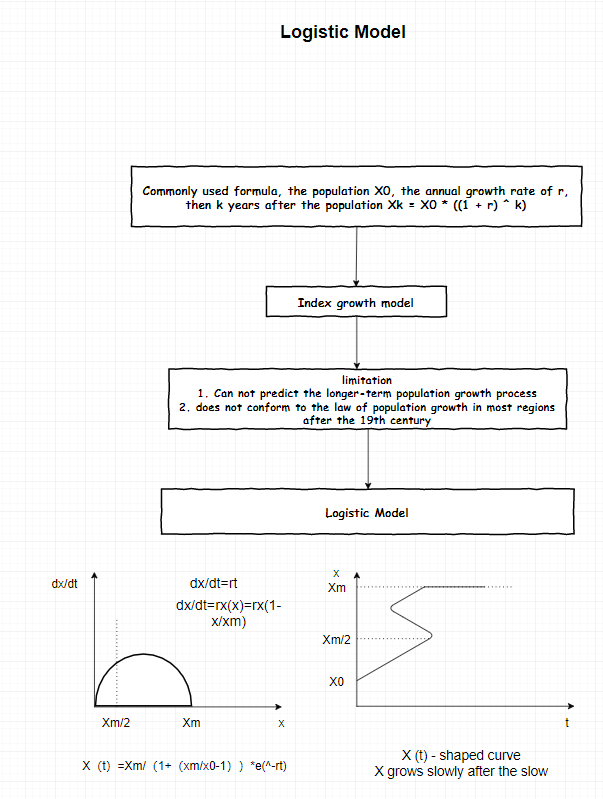 Logistic Model
Commonly used formula, the population X0, the annual growth rate of r,
then k years after the population Xk = X0 * ((1 + r) ^ k)
Index growth model
limitation
1. Can not predict the longer-term population growth process
2. does not conform to the law of population growth in most regions
after the 19th century
Logistic Model
dx/dt
dx/dt=rt
dx/dt=rx(x)=rx(1-
x/xm)
Xm/2
Xm
x
X (t) =Xm/ (1+ (xm/x0-1) ) *e(^-rt)
x
Xm
Xm/2
X0
t
X (t) - shaped curve
X grows slowly after the slow